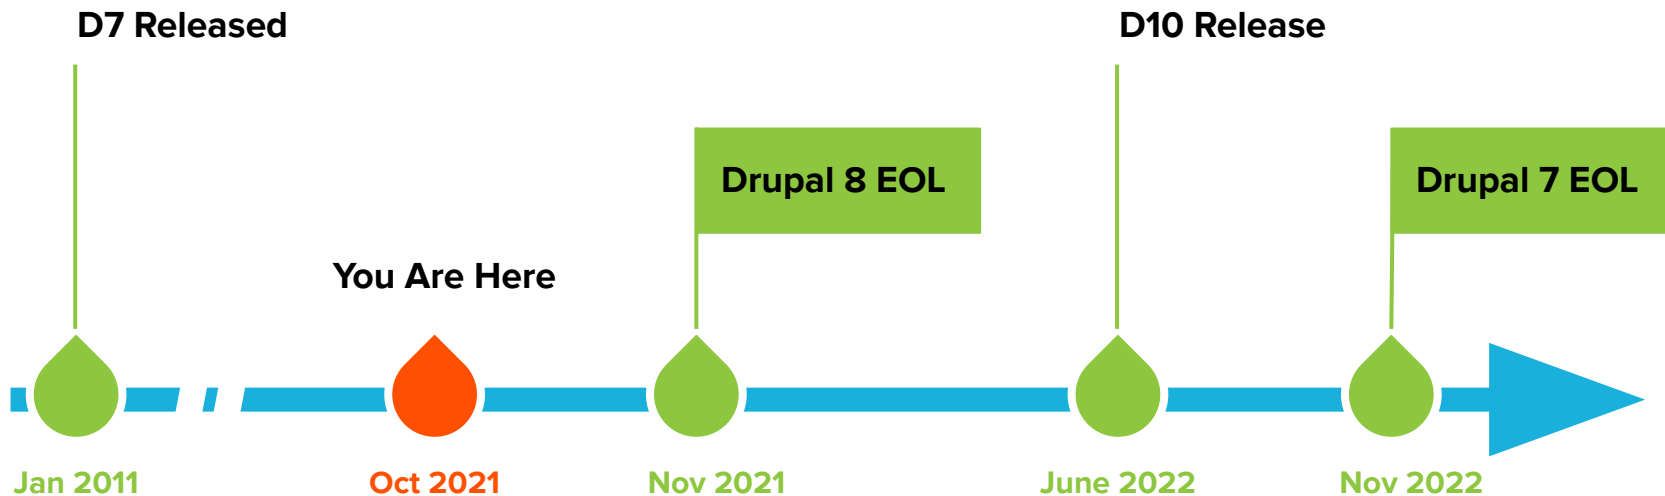 D7 Released
D10 Release
Drupal 8 EOL
Drupal 7 EOL
You Are Here
Jan 2011
Oct 2021
Nov 2021
June 2022
Nov 2022